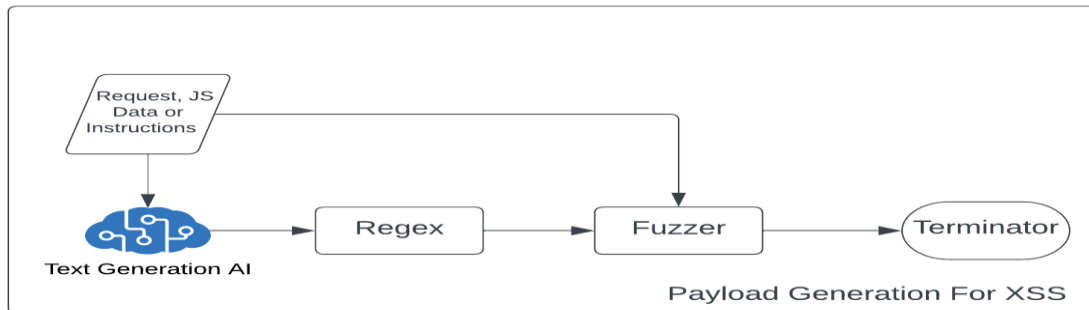 Request, JS
Data or
Instructions
Text Generation AI
Regex
Fuzzer
Terminator
Payload Generation For XSS